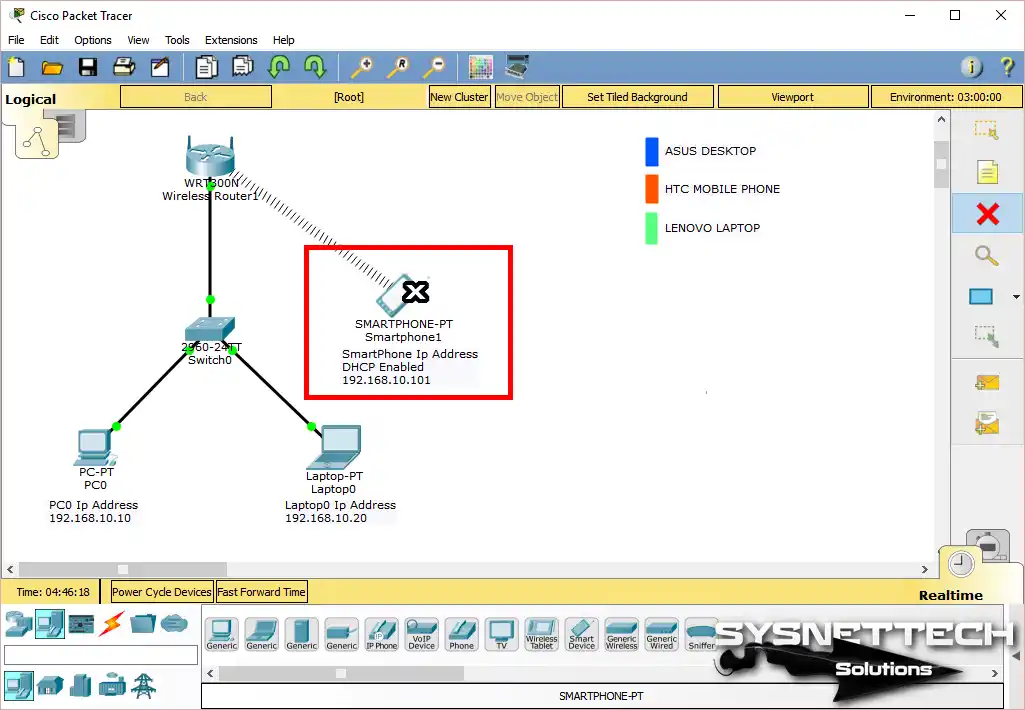 Cisco Packet Tracer
File Edit Options View Tools Extensions Help
R
i ?
Logical
Back
[Root]
New Cluster
Move Object
Set Tiled Background
Viewport
Environment: 03:00:00
WRT300N
Wireless Router1
ASUS DESKTOP
HTC MOBILE PHONE
LENOVO LAPTOP
SMARTPHONE-PT
Smartphone1
SmartPhone Ip Address
DHCP Enabled
192.168.10.101
2960-24TT
Switch0
PC-PT
PC0
PC0 Ip Address
192.168.10.10
Laptop-PT
Laptop0
Laptop0 Ip Address
192.168.10.20
Time: 04:46:18
Power Cycle Devices
Fast Forward Time
Realtime
Generic
Generic
Generic
Generic
IP
IP Phone
VoIP
Device
Phone
TV
Wireless
Tablet
Smart
Device
Generic
Wireless
Generic
Wired
Sniffer
SYSNETTECH
Solutions
SMARTPHONE-PT